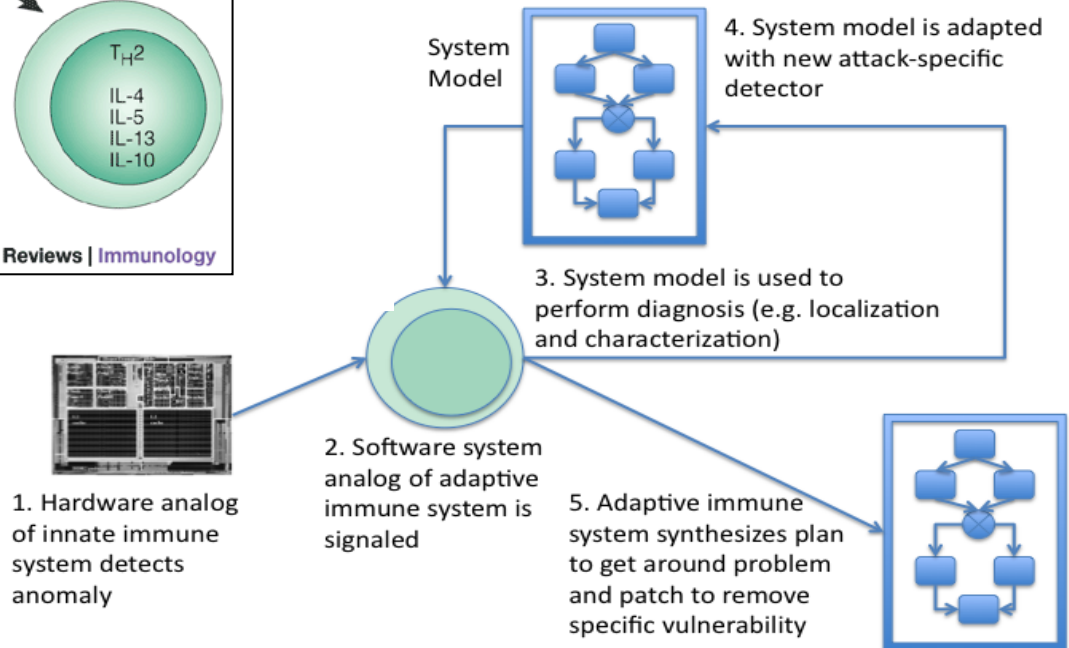 T_H2
IL-4
IL-5
IL-13
IL-10
Reviews | Immunology
System
Model
4. System model is adapted
with new attack-specific
detector
3. System model is used to
perform diagnosis (e.g. localization
and characterization)
1. Hardware analog
of innate immune
system detects
anomaly
2. Software system
analog of adaptive
immune system is
signaled
5. Adaptive immune
system synthesizes plan
to get around problem
and patch to remove
specific vulnerability